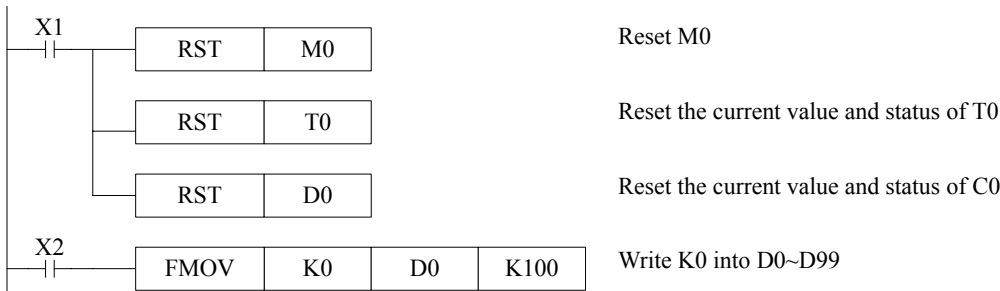 X1
RST M0 Reset M0
RST T0 Reset the current value and status of T0
RST D0 Reset the current value and status of C0
X2
FMOV K0 D0 K100 Write K0 into D0~D99